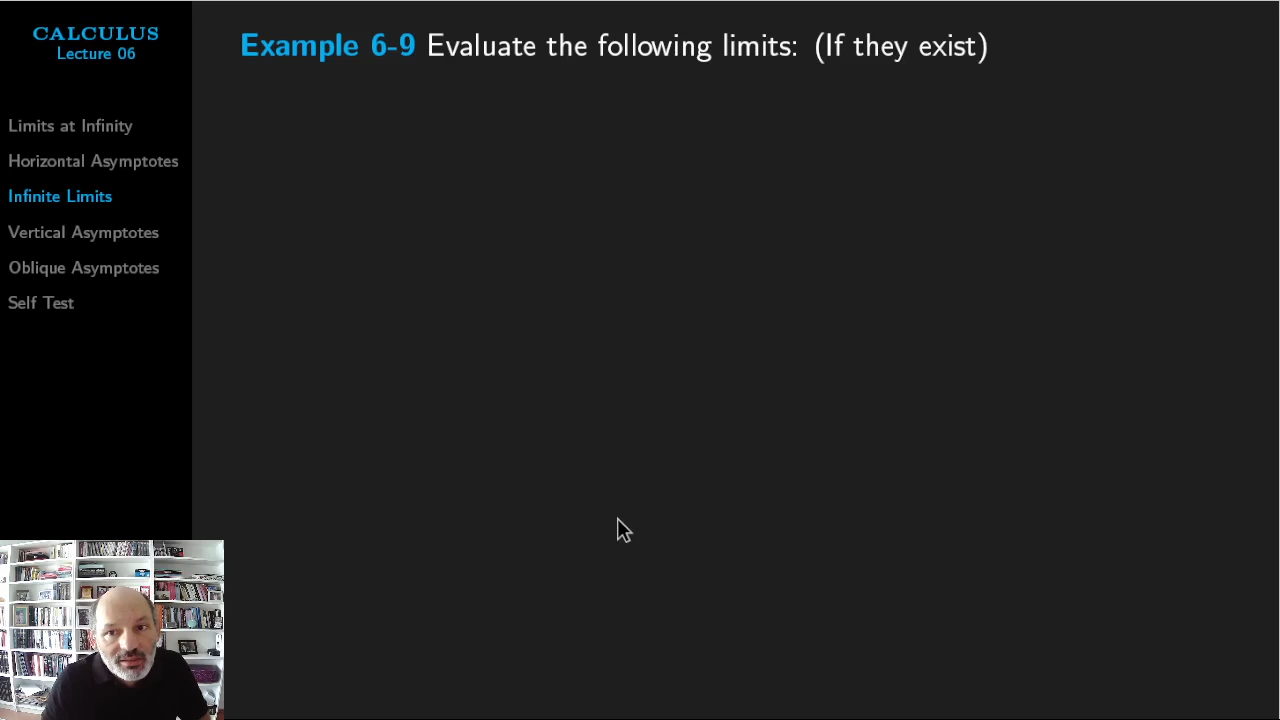 CALCULUS
Lecture 06
Limits at Infinity
Horizontal Asymptotes
Infinite Limits
Vertical Asymptotes
Oblique Asymptotes
Self Test
Example 6-9 Evaluate the following limits: (If they exist)